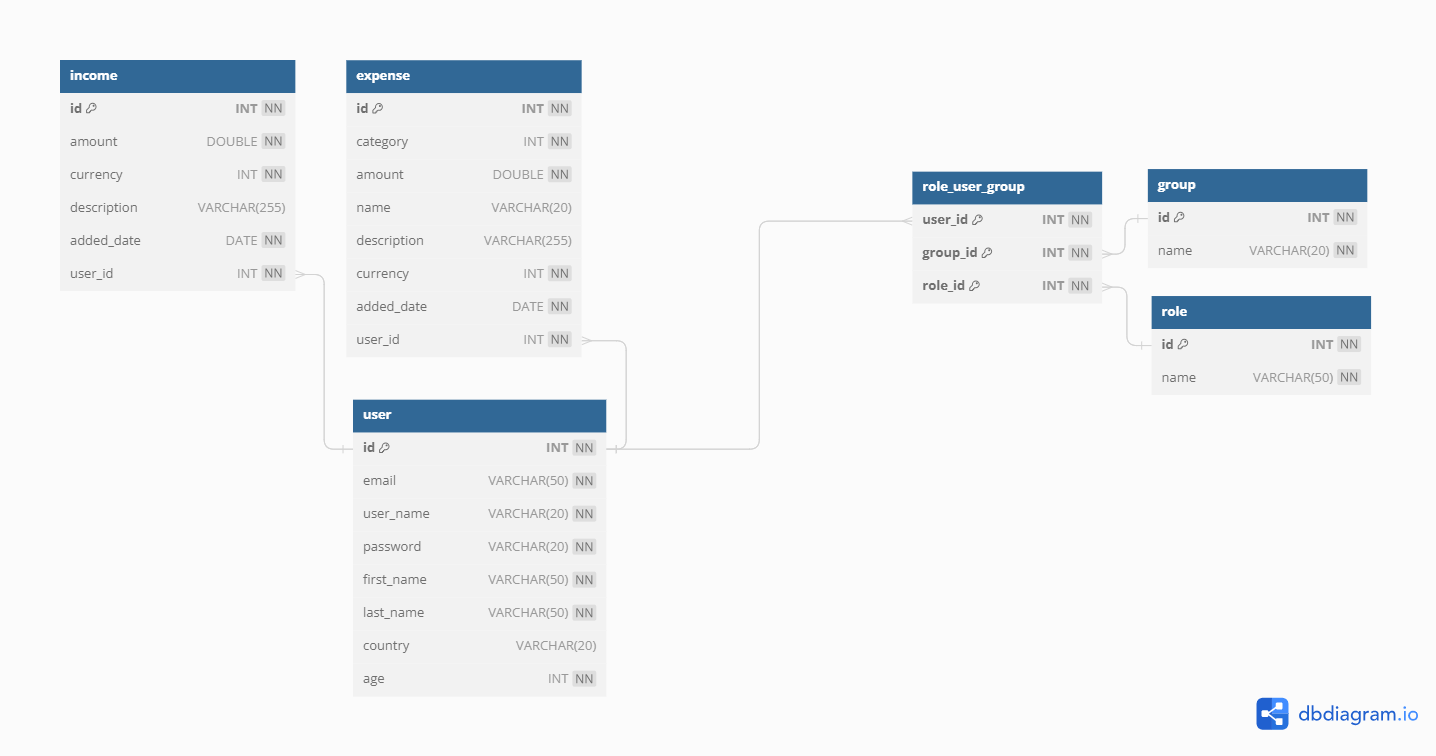 income
id INT NN
amount DOUBLE NN
currency INT NN
description VARCHAR(255)
added_date DATE NN
user_id INT NN
expense
id INT NN
category INT NN
amount DOUBLE NN
name VARCHAR(20)
description VARCHAR(255)
currency INT NN
added_date DATE NN
user_id INT NN
user
id INT NN
email VARCHAR(50) NN
user_name VARCHAR(20) NN
password VARCHAR(20) NN
first_name VARCHAR(50) NN
last_name VARCHAR(50) NN
country VARCHAR(20)
age INT NN
role_user_group
user_id INT NN
group_id INT NN
role_id INT NN
group
id INT NN
name VARCHAR(20) NN
role
id INT NN
name VARCHAR(50) NN
dbdiagram.io